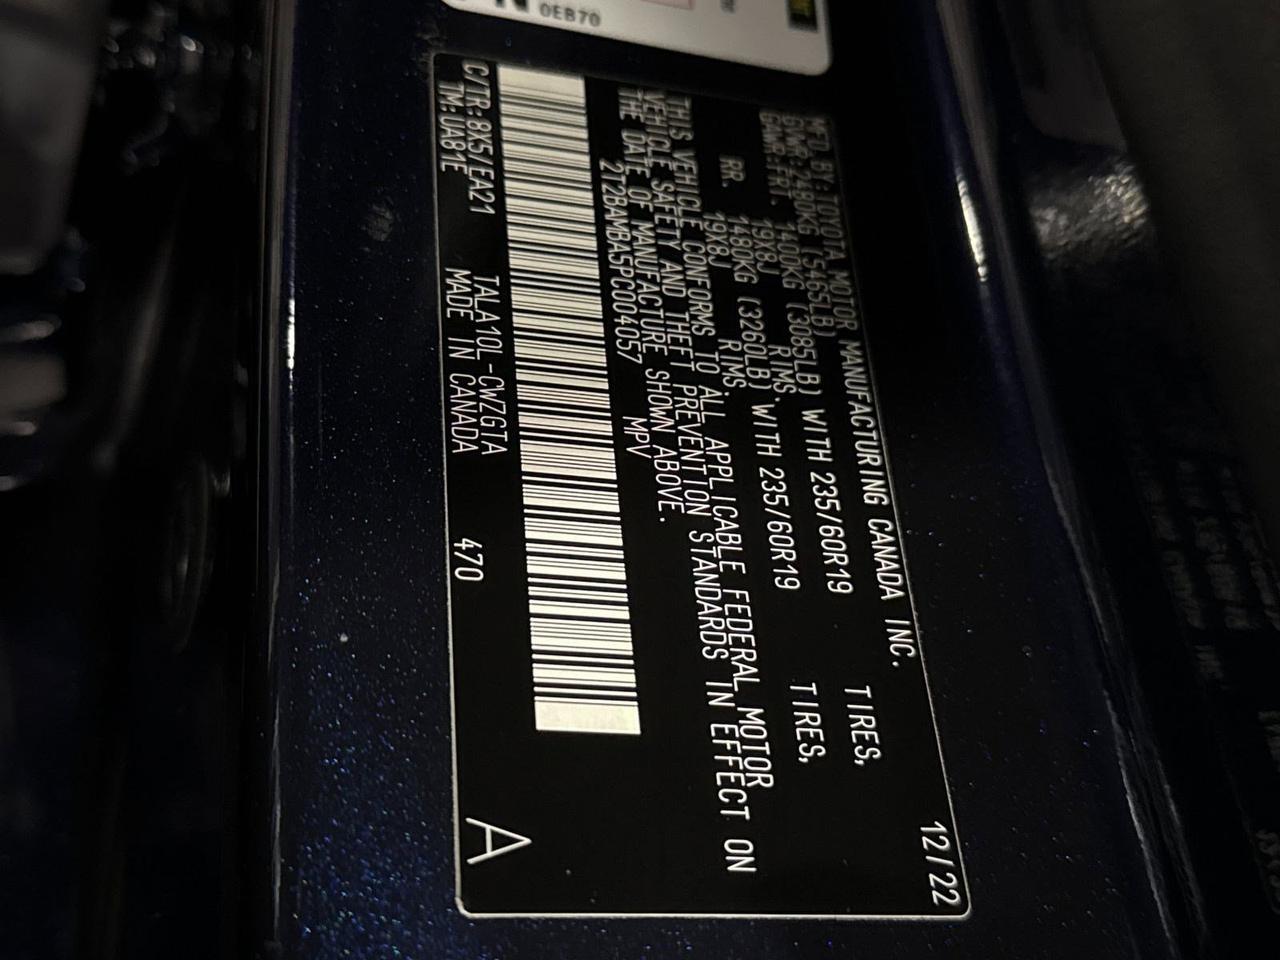 0EB70
MFD. BY: TOYOTA MOTOR MANUFACTURING CANADA INC. 12/22
GVWR: 2480KG (5465LB)
GAWR: FRT. 1400KG (3085LB) WITH 235/60R19 TIRES,
19X8J RIMS.
RR. 1480KG (3260LB) WITH 235/60R19 TIRES,
19X8J RIMS.
THIS VEHICLE CONFORMS TO ALL APPLICABLE FEDERAL MOTOR
VEHICLE SAFETY AND THEFT PREVENTION STANDARDS IN EFFECT ON
THE DATE OF MANUFACTURE SHOWN ABOVE.
2T2BAMBA5PC004057 MPV
C/TR: 8X5/EA21 TALA10L-CWZGTA A
TM: UA81E MADE IN CANADA 470